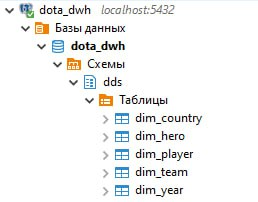 dota_dwh localhost:5432
Базы данных
dota_dwh
Схемы
dds
Таблицы
dim_country
dim_hero
dim_player
dim_team
dim_year